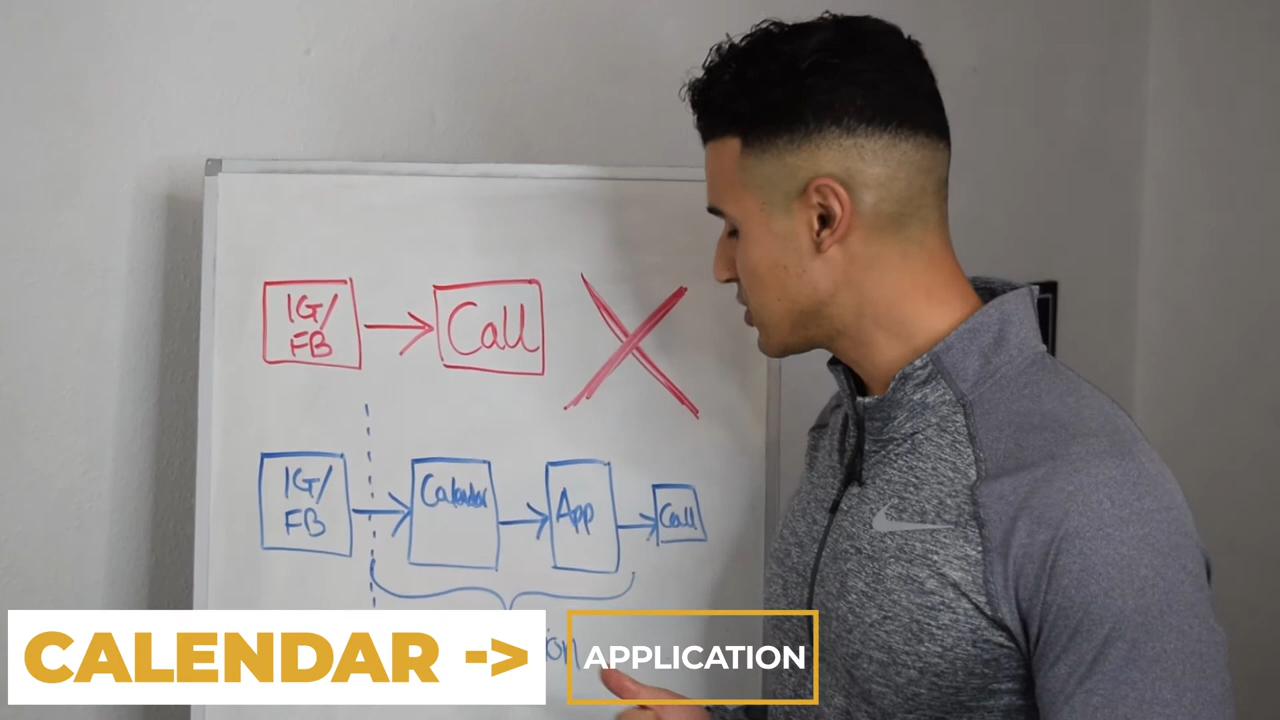 IG/
FB
Call
IG/
FB
Calendar
App
Call
CALENDAR ->
APPLICATION